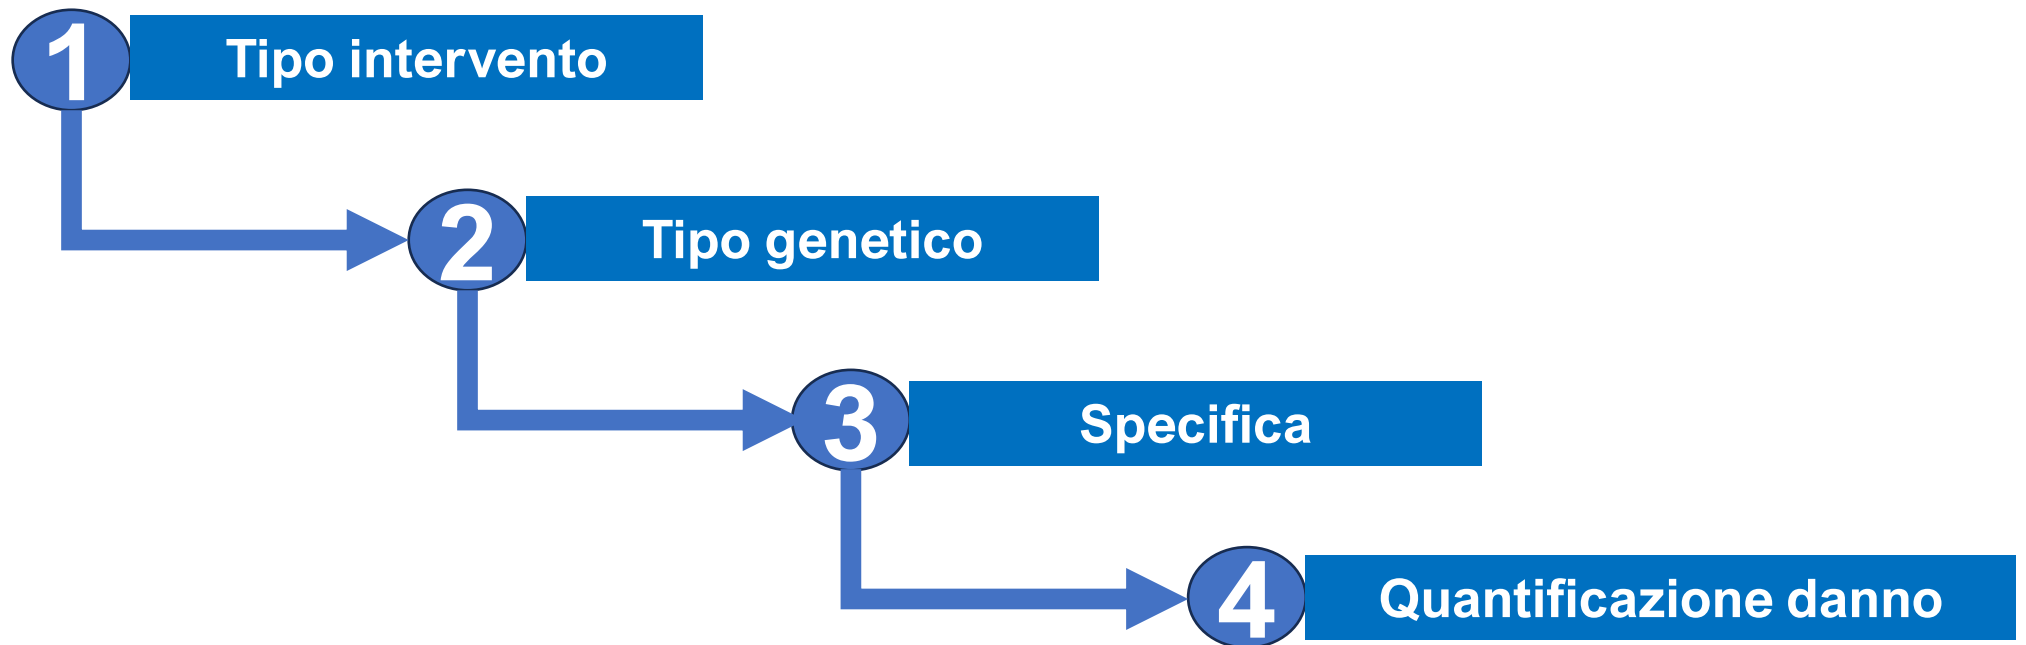 1 Tipo intervento
2 Tipo genetico
3 Specifica
4 Quantificazione danno